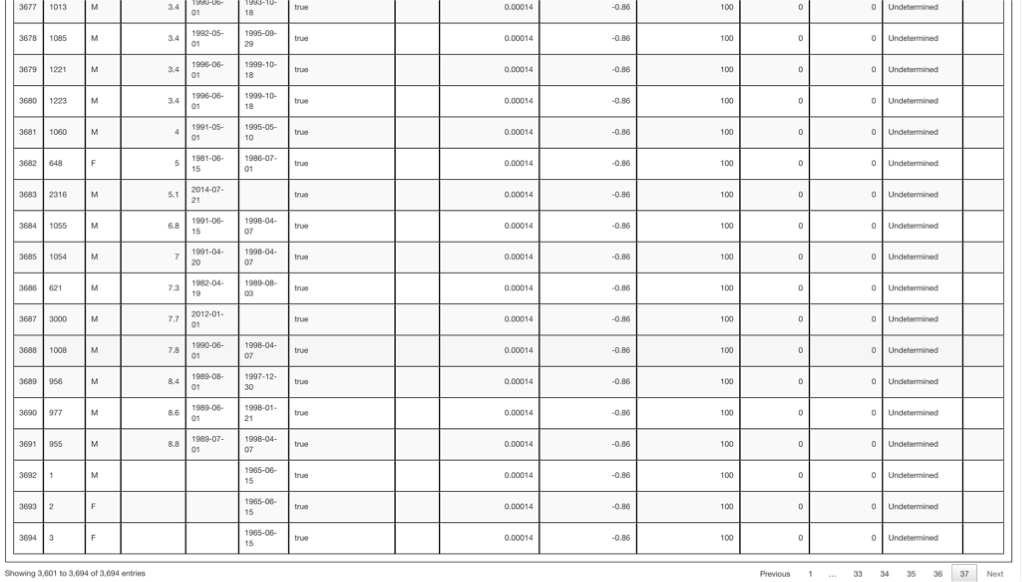 3677 1013 M 3.4 1990-06- 1993-10- true 0.00014 -0.86 100 0 0 Undetermined
01 18
3678 1085 M 3.4 1992-05- 1995-09- true 0.00014 -0.86 100 0 0 Undetermined
01 29
3679 1221 M 3.4 1996-06- 1999-10- true 0.00014 -0.86 100 0 0 Undetermined
01 18
3680 1223 M 3.4 1996-06- 1999-10- true 0.00014 -0.86 100 0 0 Undetermined
01 18
3681 1060 M 4 1991-05- 1995-05- true 0.00014 -0.86 100 0 0 Undetermined
01 10
3682 648 F 5 1981-06- 1986-07- true 0.00014 -0.86 100 0 0 Undetermined
15 01
3683 2316 M 5.1 2014-07- true 0.00014 -0.86 100 0 0 Undetermined
21
3684 1055 M 6.8 1991-06- 1998-04- true 0.00014 -0.86 100 0 0 Undetermined
15 07
3685 1054 M 7 1991-04- 1998-04- true 0.00014 -0.86 100 0 0 Undetermined
20 07
3686 621 M 7.3 1982-04- 1989-08- true 0.00014 -0.86 100 0 0 Undetermined
19 03
3687 3000 M 7.7 2012-01- true 0.00014 -0.86 100 0 0 Undetermined
01
3688 1008 M 7.8 1990-06- 1998-04- true 0.00014 -0.86 100 0 0 Undetermined
01 07
3689 956 M 8.4 1989-08- 1997-12- true 0.00014 -0.86 100 0 0 Undetermined
01 30
3690 977 M 8.6 1989-06- 1998-01- true 0.00014 -0.86 100 0 0 Undetermined
01 21
3691 955 M 8.8 1989-07- 1998-04- true 0.00014 -0.86 100 0 0 Undetermined
01 07
3692 1 M 1965-06- true 0.00014 -0.86 100 0 0 Undetermined
15
3693 2 F 1965-06- true 0.00014 -0.86 100 0 0 Undetermined
15
3694 3 F 1965-06- true 0.00014 -0.86 100 0 0 Undetermined
15
Showing 3,601 to 3,694 of 3,694 entries Previous 1 … 33 34 35 36 37 Next